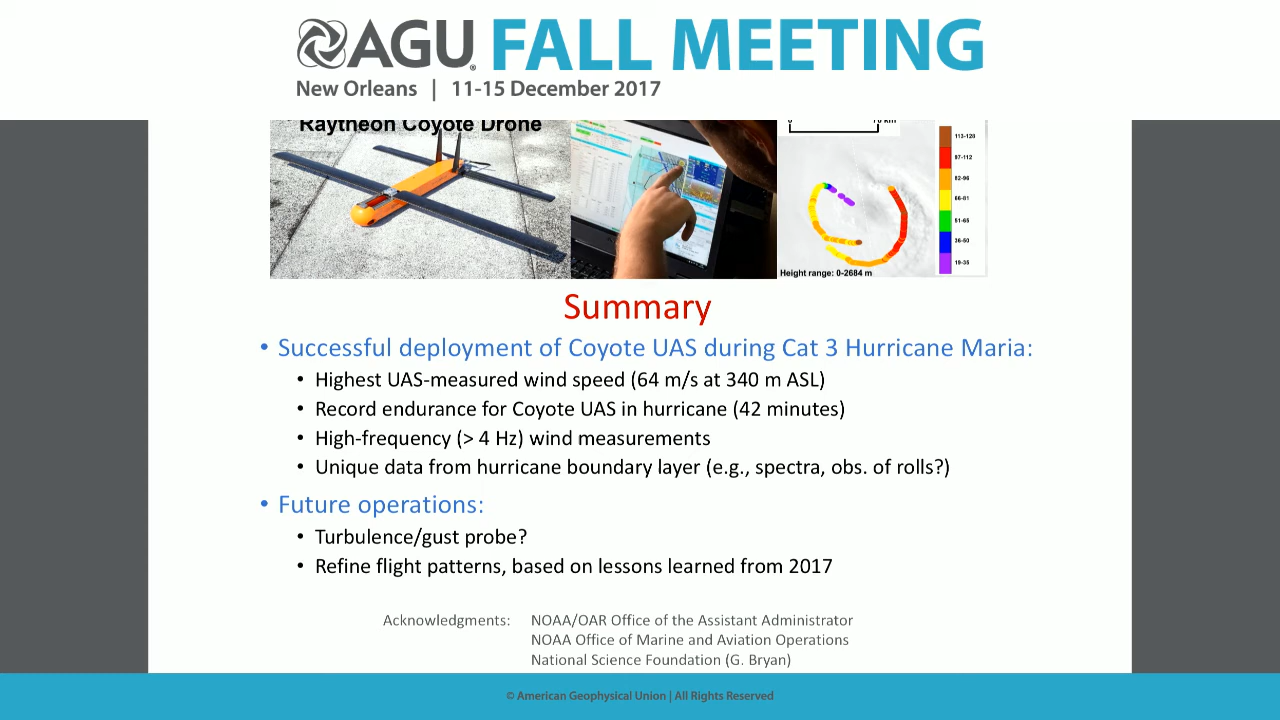 AGU FALL MEETING
New Orleans | 11-15 December 2017
Raytheon Coyote Drone
113-128
97-112
82-96
66-81
51-65
36-50
19-35
Height range: 0-2684 m
Summary
• Successful deployment of Coyote UAS during Cat 3 Hurricane Maria:
• Highest UAS-measured wind speed (64 m/s at 340 m ASL)
• Record endurance for Coyote UAS in hurricane (42 minutes)
• High-frequency (> 4 Hz) wind measurements
• Unique data from hurricane boundary layer (e.g., spectra, obs. of rolls?)
• Future operations:
• Turbulence/gust probe?
• Refine flight patterns, based on lessons learned from 2017
Acknowledgments: NOAA/OAR Office of the Assistant Administrator
NOAA Office of Marine and Aviation Operations
National Science Foundation (G. Bryan)
© American Geophysical Union | All Rights Reserved